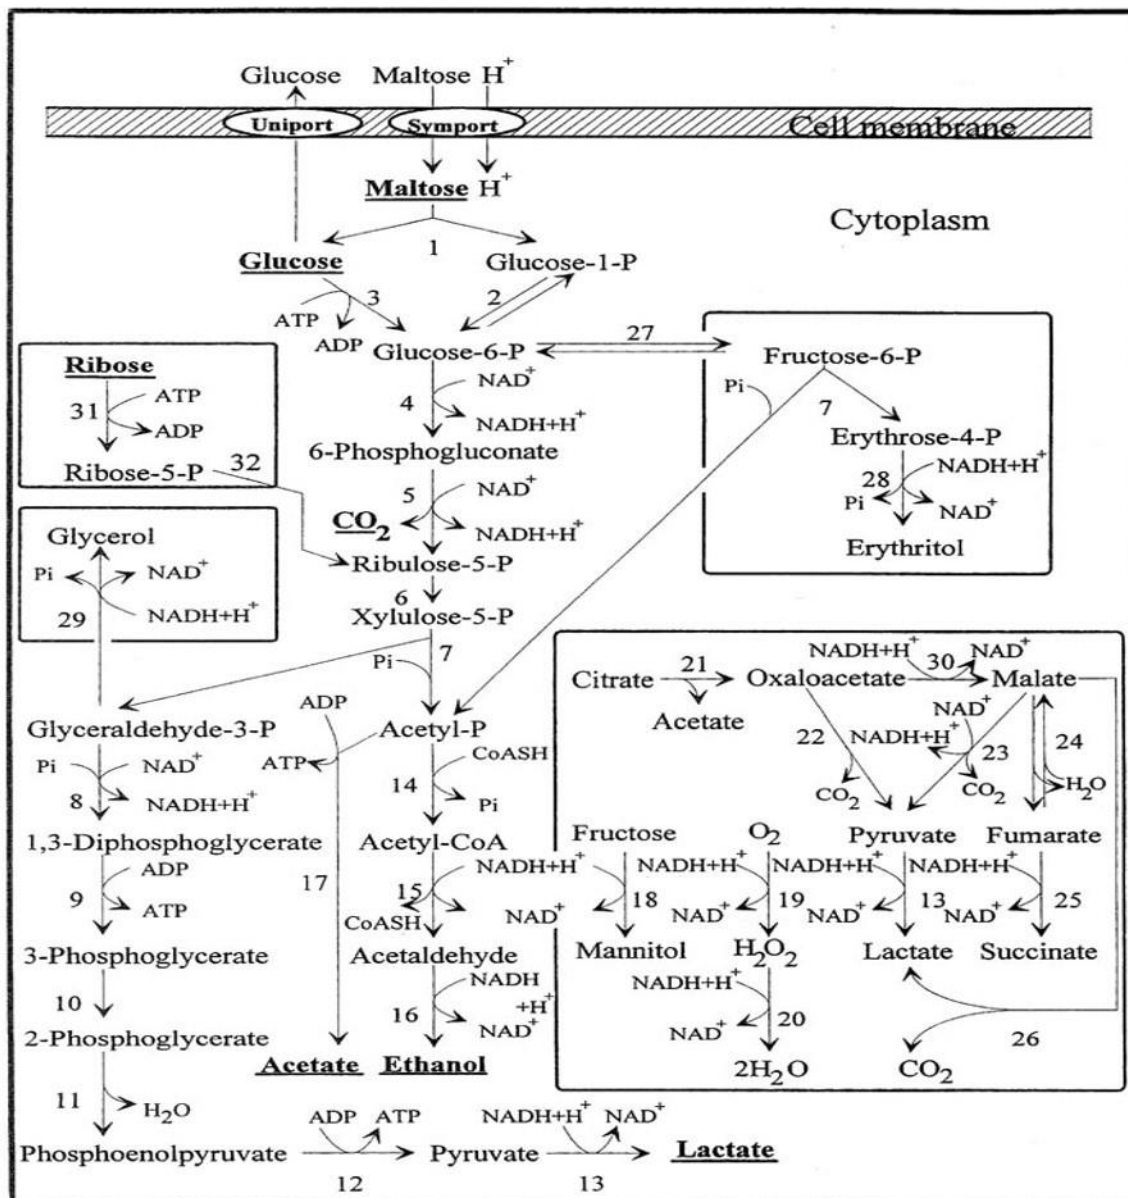 Glucose Maltose H+
Uniport Symport Cell membrane
Maltose H+
Cytoplasm
1
Glucose Glucose-1-P
3 2
ATP
ADP
Glucose-6-P 27 Fructose-6-P
Ribose
NAD+ Pi
31 ATP 4 7
ADP NADH+H+ Erythrose-4-P
6-Phosphogluconate NADH+H+
Ribose-5-P 32 28
5 NAD+ Pi NAD+
CO2 NADH+H+ Erythritol
Glycerol
Ribulose-5-P
Pi NAD+
6
29 NADH+H+ Xylulose-5-P
7
Pi
NADH+H+ 30 NAD+
Citrate 21 Oxaloacetate Malate
ADP Acetate NAD+
Glyceraldehyde-3-P Acetyl-P 22 NADH+H+ 23 24
Pi NAD+ ATP CoASH CO2 CO2 H2O
8 NADH+H+ 14 Pi
1,3-Diphosphoglycerate Acetyl-CoA Fructose O2 Pyruvate Fumarate
ADP NADH+H+ NADH+H+ NADH+H+ NADH+H+
9 ATP 17 15 CoASH NAD+ 18 NAD+ 19 NAD+ 13 NAD+ 25
3-Phosphoglycerate Acetaldehyde Mannitol H2O2 Lactate Succinate
10 NADH+H+ NADH+H+
16 NAD+ NAD+ 20
2-Phosphoglycerate 26
Acetate Ethanol 2H2O CO2
11 H2O
ADP ATP NADH+H+ NAD+
Phosphoenolpyruvate Pyruvate Lactate
12 13